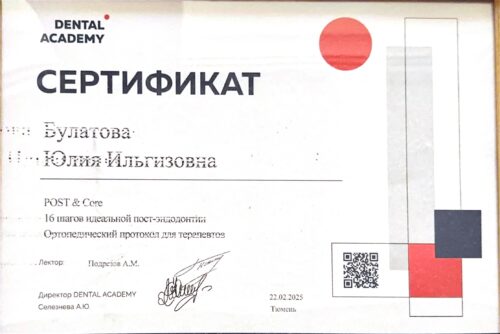 DENTAL
ACADEMY
СЕРТИФИКАТ
Булатова
Юлия Ильгизовна
POST & Core
16 шагов идеальной пост-эндодонтии
Ортопедический протокол для терапевтов
Лектор: Подрезов А.М.
Директор DENTAL ACADEMY
Селезнева А.Ю.
22.02.2025
Тюмень